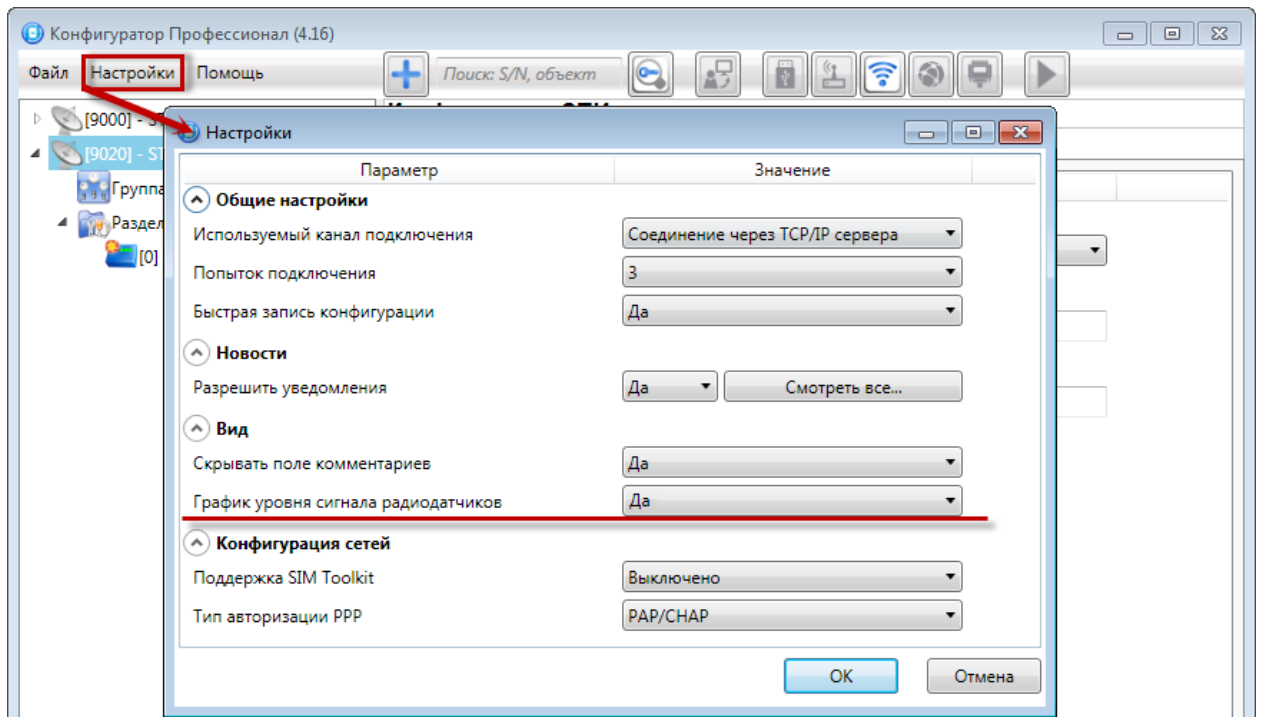 Конфигуратор Профессионал (4.16)
Файл Настройки Помощь Поиск: S/N, объект
[9000] - ST
[9020] - ST
Группа
Раздел
[0]
Настройки
Параметр Значение
Общие настройки
Используемый канал подключения Соединение через TCP/IP сервера
Попыток подключения 3
Быстрая запись конфигурации Да
Новости
Разрешить уведомления Да Смотреть все...
Вид
Скрывать поле комментариев Да
График уровня сигнала радиодатчиков Да
Конфигурация сетей
Поддержка SIM Toolkit Выключено
Тип авторизации PPP PAP/CHAP
OK Отмена